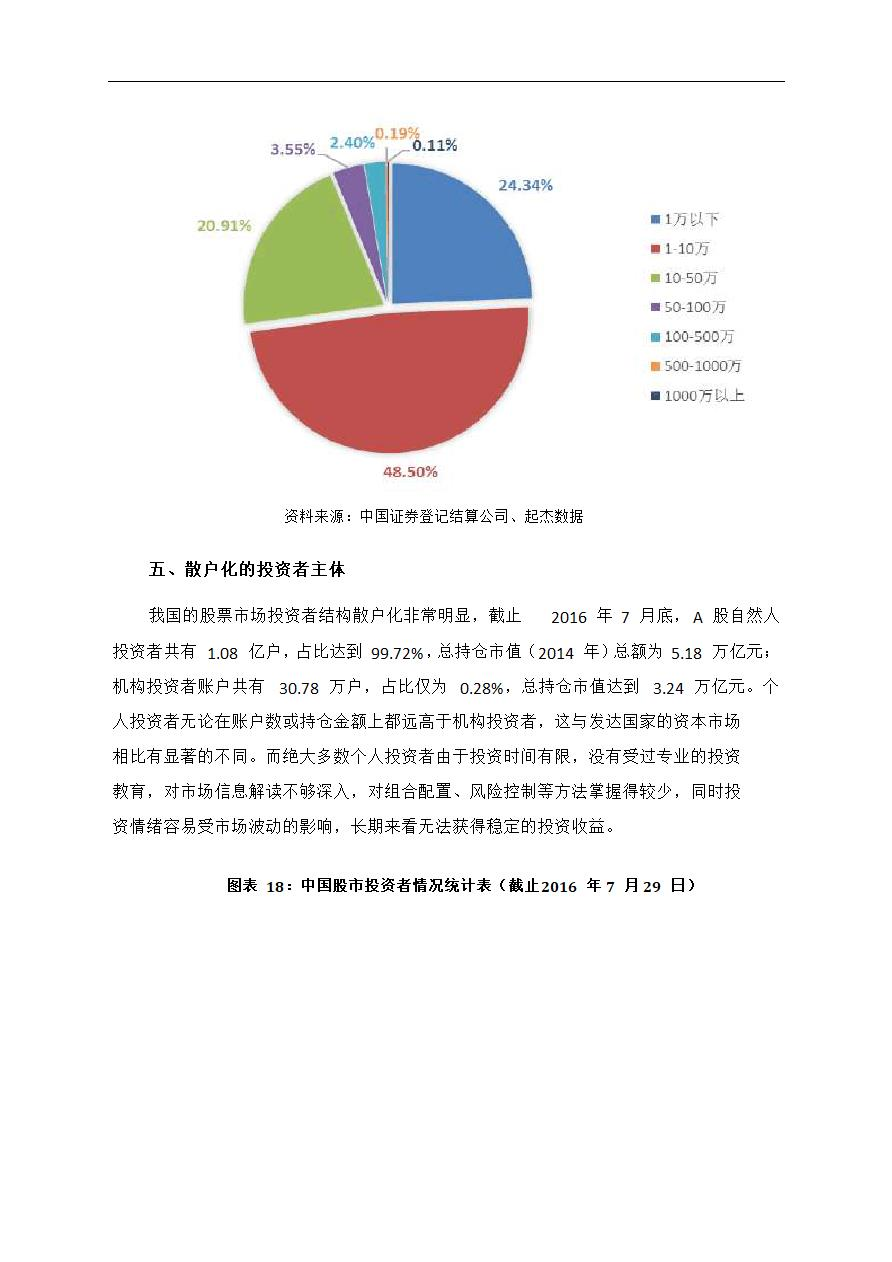 0.19%
2.40%
0.11%
3.55%
24.34%
20.91%
48.50%
1万以下
1-10万
10-50万
50-100万
100-500万
500-1000万
1000万以上
资料来源：中国证券登记结算公司、起杰数据
五、散户化的投资者主体
我国的股票市场投资者结构散户化非常明显，截止 2016 年 7 月底，A 股自然人
投资者共有 1.08 亿户，占比达到 99.72%，总持仓市值（2014 年）总额为 5.18 万亿元；
机构投资者账户共有 30.78 万户，占比仅为 0.28%，总持仓市值达到 3.24 万亿元。个
人投资者无论在账户数或持仓金额上都远高于机构投资者，这与发达国家的资本市场
相比有显著的不同。而绝大多数个人投资者由于投资时间有限，没有受过专业的投资
教育，对市场信息解读不够深入，对组合配置、风险控制等方法掌握得较少，同时投
资情绪容易受市场波动的影响，长期来看无法获得稳定的投资收益。
图表 18：中国股市投资者情况统计表（截止2016 年 7 月 29 日）